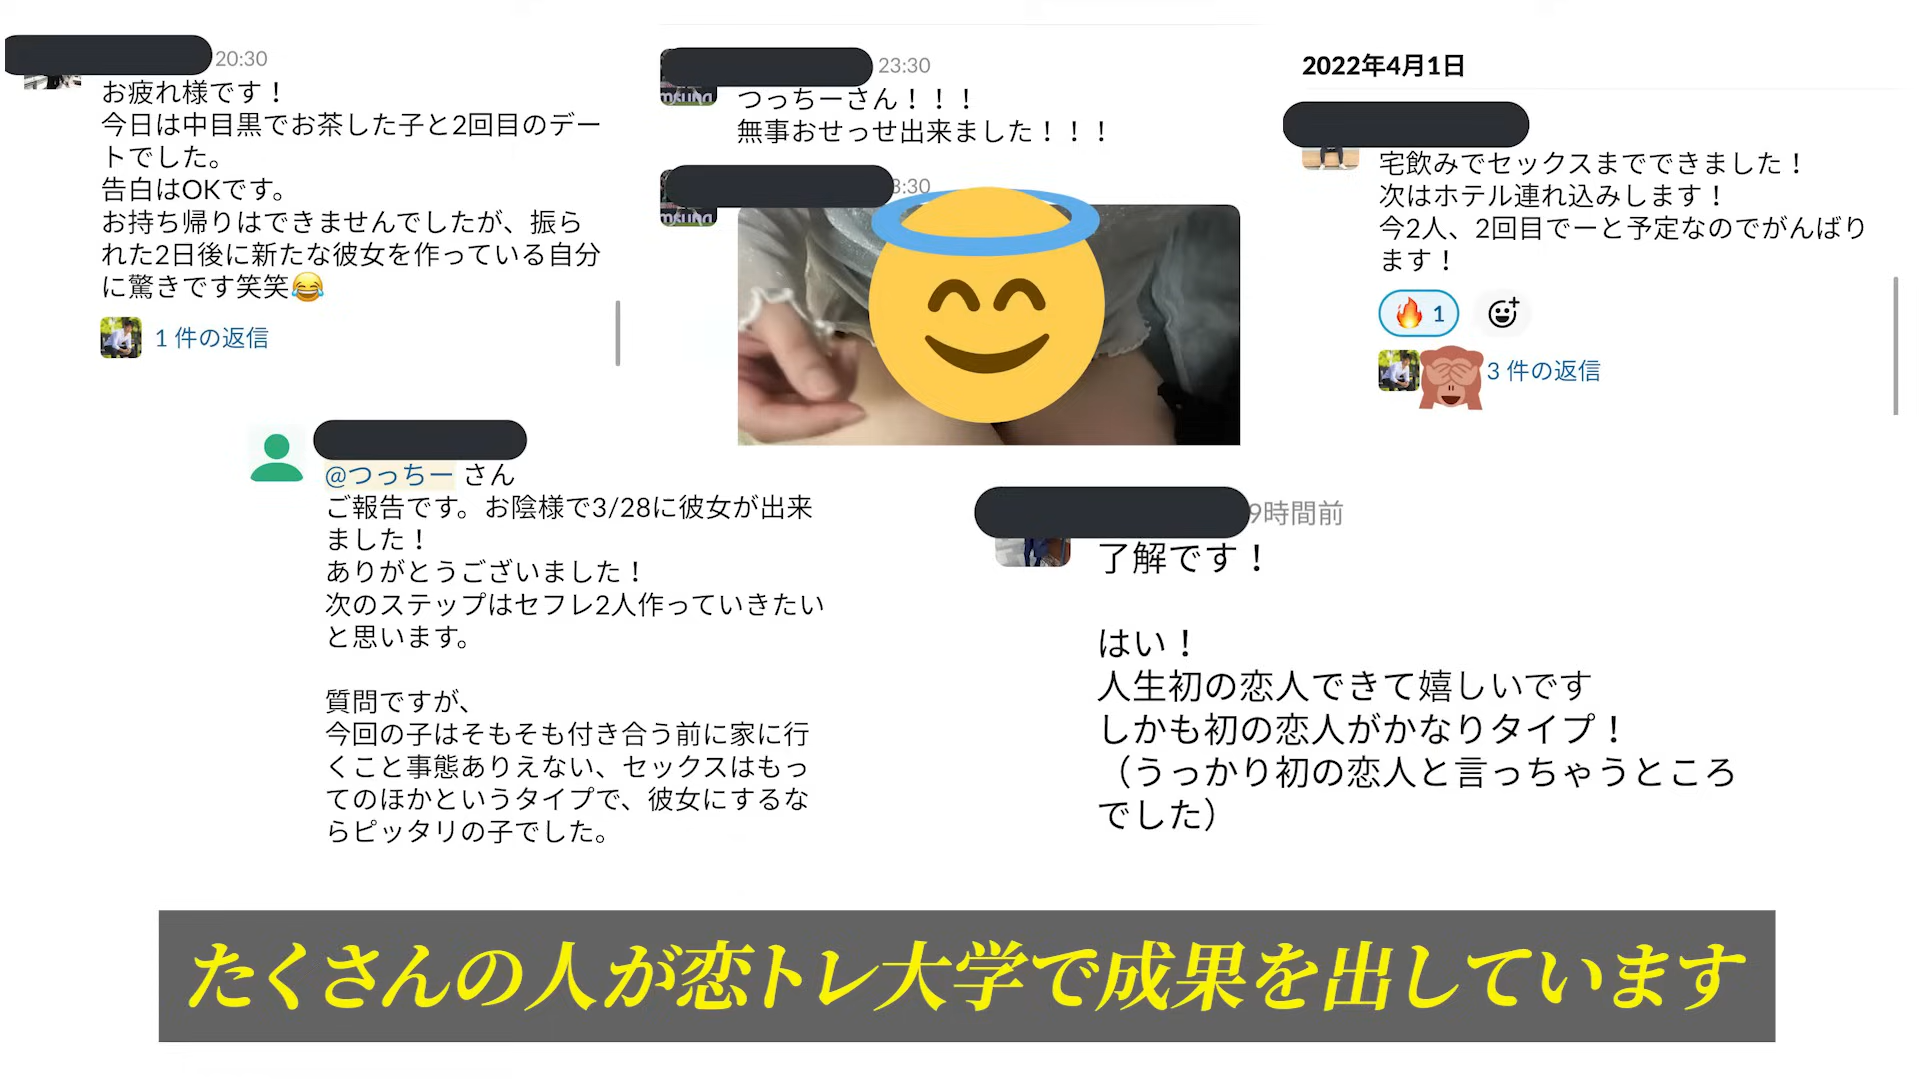 20:30
お疲れ様です！
今日は中目黒でお茶した子と2回目のデー
トでした。
告白はOKです。
お持ち帰りはできませんでしたが、振ら
れた2日後に新たな彼女を作っている自分
に驚きです笑笑😂
1 件の返信
23:30
つっちーさん！！！
無事おせっせ出来ました！！！
3:30
2022年4月1日
宅飲みでセックスまでできました！
次はホテル連れ込みします！
今2人、2回目でーと予定なのでがんばり
ます！
🔥 1
3 件の返信
@つっちー さん
ご報告です。お陰様で3/28に彼女が出来
ました！
ありがとうございました！
次のステップはセフレ2人作っていきたい
と思います。
質問ですが、
今回の子はそもそも付き合う前に家に行
くこと事態ありえない、セックスはもっ
てのほかというタイプで、彼女にするな
らピッタリの子でした。
9時間前
了解です！
はい！
人生初の恋人できて嬉しいです
しかも初の恋人がかなりタイプ！
（うっかり初の恋人と言っちゃうところ
でした）
たくさんの人が恋トレ大学で成果を出しています